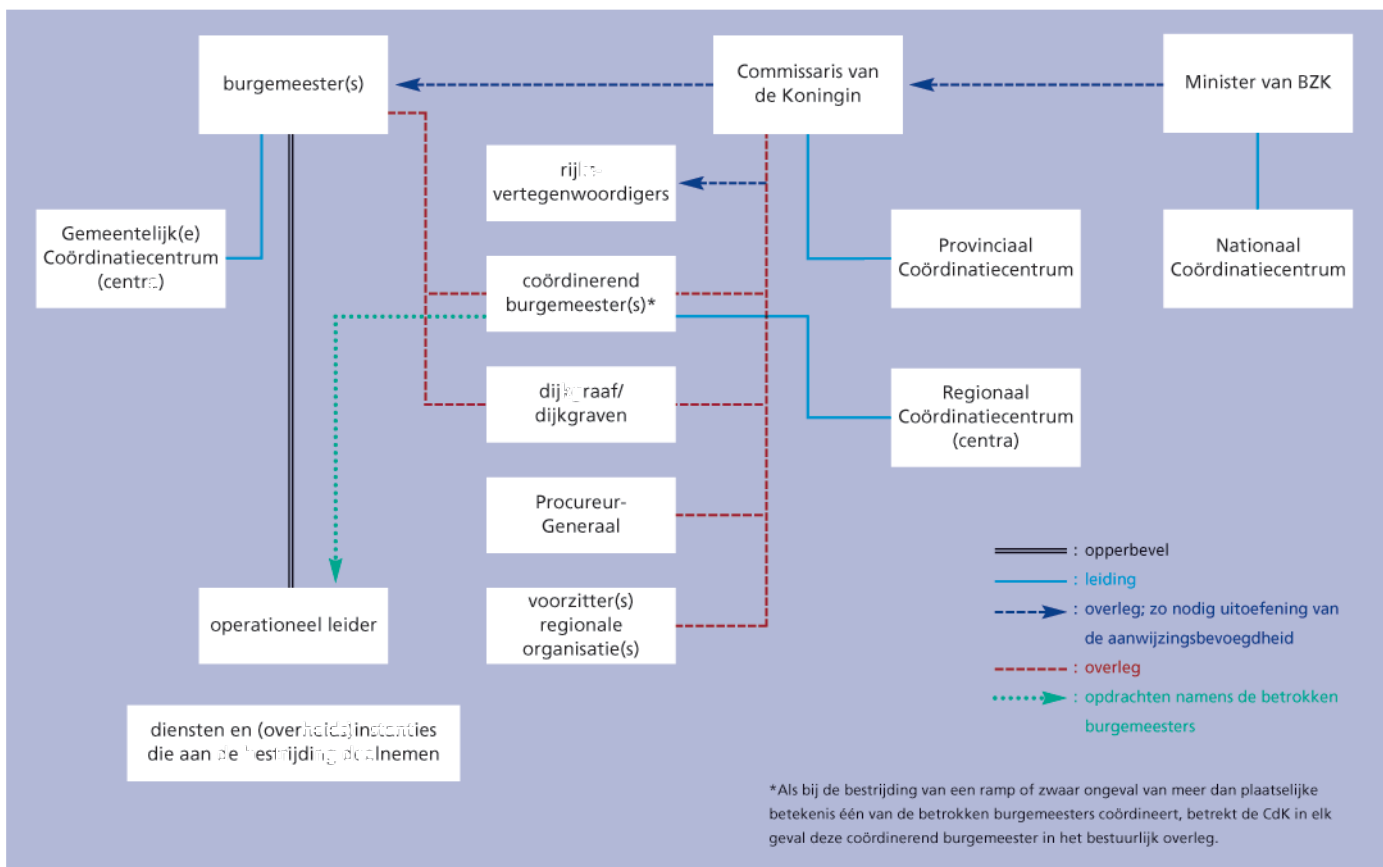 burgemeester(s)
Commissaris van
de Koningin
Minister van BZK
vertegenwoordigers
Gemeentelijk(e)
Coördinatiecentrum
(centra)
Provinciaal
Coördinatiecentrum
Nationaal
Coördinatiecentrum
coördinerend
burgemeester(s)*
dijkgraaf/
dijkgraven
Regionaal
Coördinatiecentrum
(centra)
Procureur-
Generaal
operationeel leider
voorzitter(s)
regionale
organisatie(s)
diensten en
die aan
: opperbevel
: leiding
: overleg; zo nodig uitoefening van
de aanwijzingsbevoegdheid
: overleg
: opdrachten namens de betrokken
burgemeesters
*Als bij de bestrijding van een ramp of zwaar ongeval van meer dan plaatselijke
betekenis één van de betrokken burgemeesters coördineert, betrekt de CdK in elk
geval deze coördinerend burgemeester in het bestuurlijk overleg.